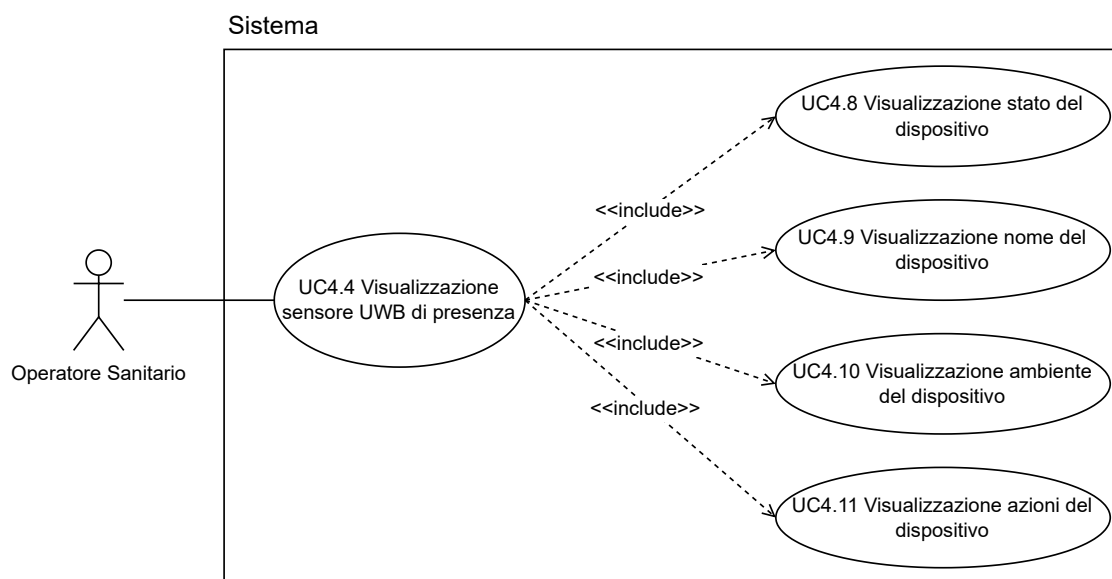 Sistema
UC4.8 Visualizzazione stato del
dispositivo
<<include>>
UC4.9 Visualizzazione nome del
dispositivo
<<include>>
UC4.4 Visualizzazione
sensore UWB di presenza
<<include>>
UC4.10 Visualizzazione ambiente
del dispositivo
Operatore Sanitario
<<include>>
UC4.11 Visualizzazione azioni del
dispositivo